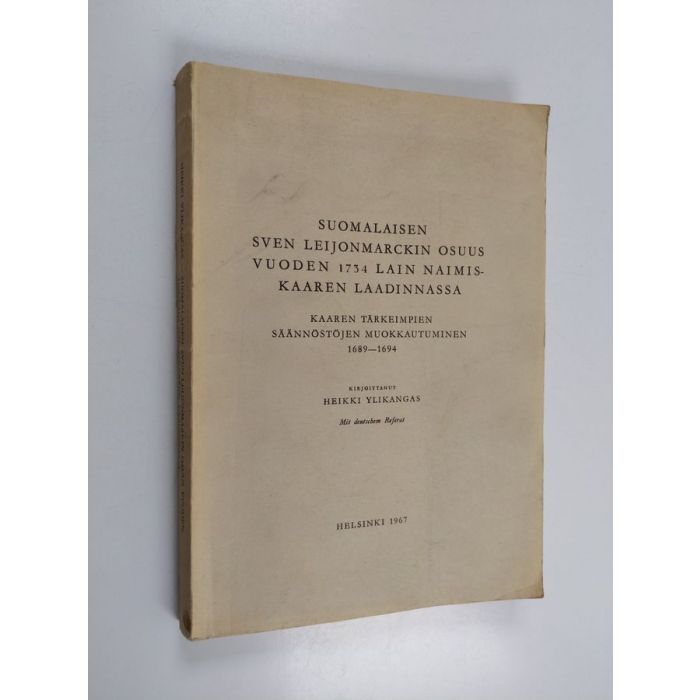 SUOMALAISEN
SVEN LEIJONMARCKIN OSUUS
VUODEN 1734 LAIN NAIMIS-
KAAREN LAADINNASSA
KAAREN TÄRKEIMPIEN
SÄÄNNÖSTÖJEN MUOKKAUTUMINEN
1689—1694
KIRJOITTANUT
HEIKKI YLIKANGAS
Mit deutschem Referat
HELSINKI 1967